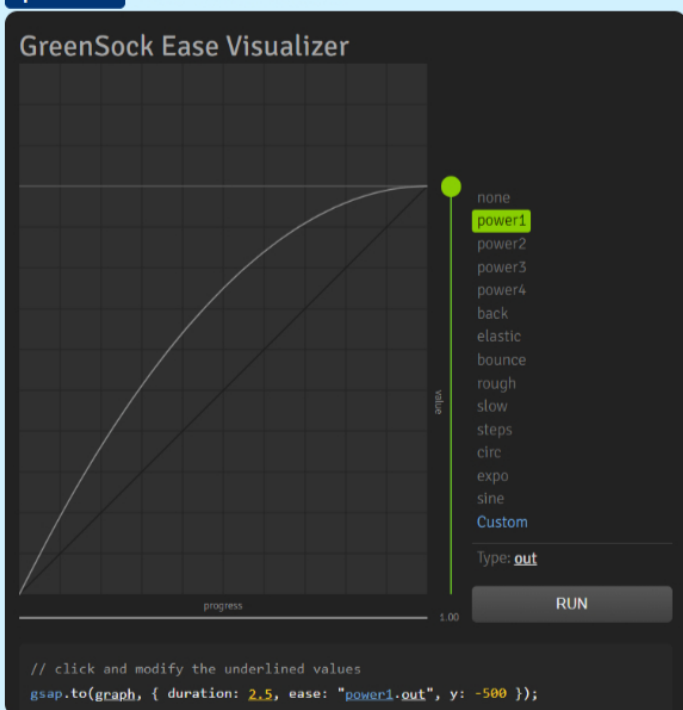 GreenSock Ease Visualizer
none
power1
power2
power3
power4
back
elastic
bounce
rough
slow
steps
circ
expo
sine
Custom
Type: out
RUN
value
progress
1.00
// click and modify the underlined values
gsap.to(graph, { duration: 2.5, ease: "power1.out", y: -500 });